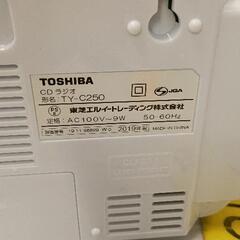 TOSHIBA
CDラジオ
形名: TY-C250
JQA
東芝エルイートレーディング株式会社
定格: AC100V〜9W 50-60Hz
2019年製 MADE IN CHINA